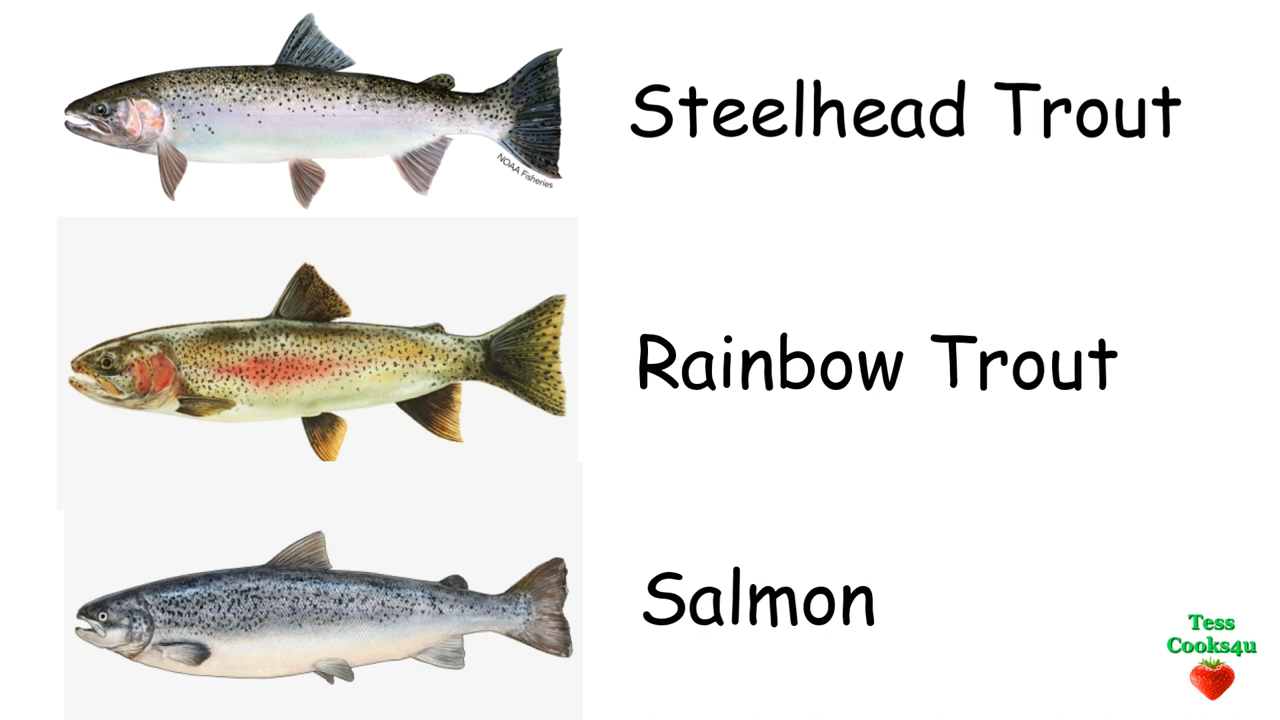 Steelhead Trout
NOAA Fisheries
Rainbow Trout
Salmon
Tess
Cooks4u